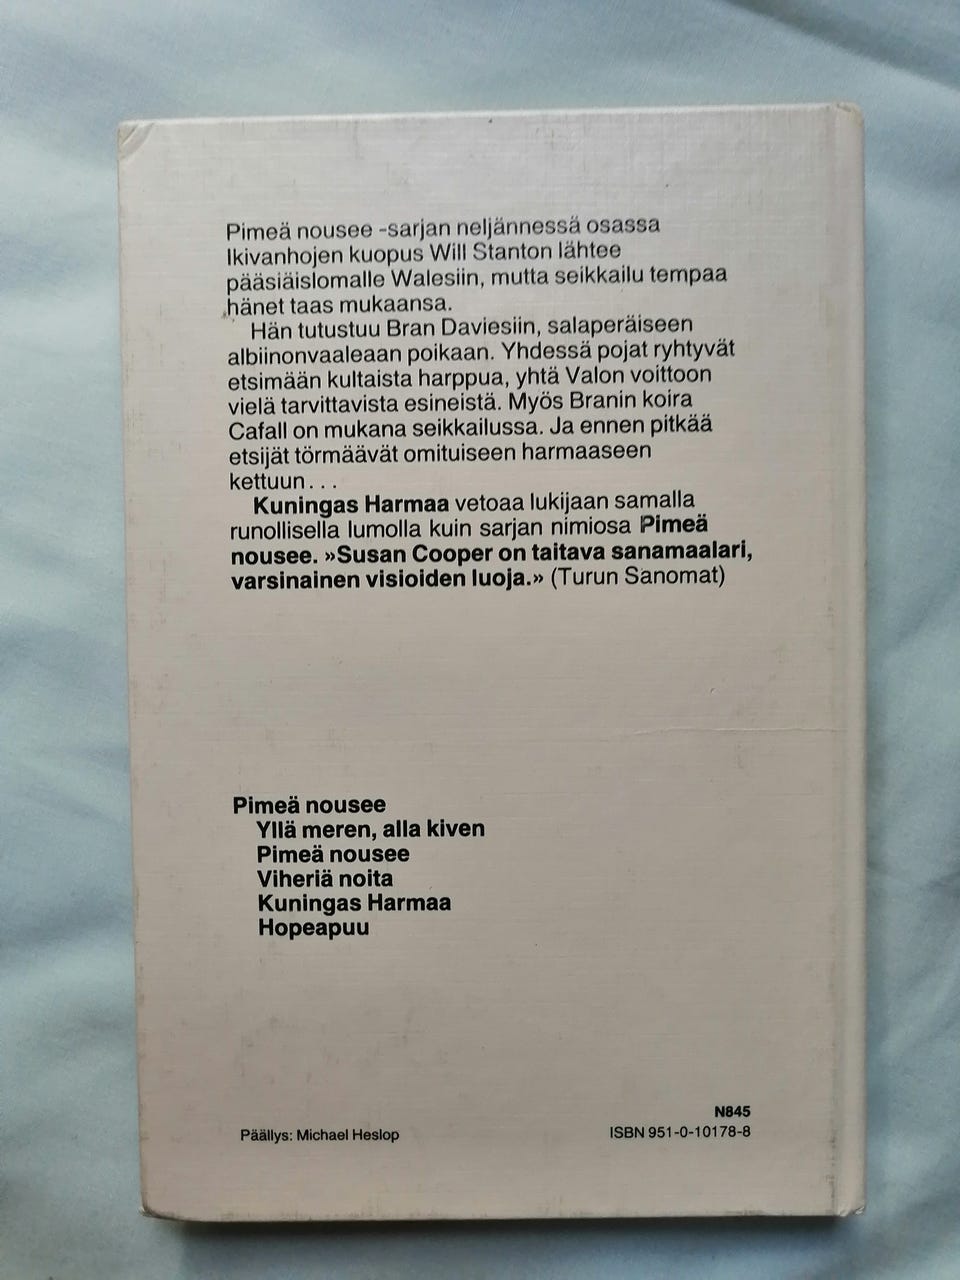 Pimeä nousee -sarjan neljännessä osassa
Ikivanhojen kuopus Will Stanton lähtee
pääsiäislomalle Walesiin, mutta seikkailu tempaa
hänet taas mukaansa.
Hän tutustuu Bran Daviesiin, salaperäiseen
albiinonvaaleaan poikaan. Yhdessä pojat ryhtyvät
etsimään kultaista harppua, yhtä Valon voittoon
vielä tarvittavista esineistä. Myös Branin koira
Cafall on mukana seikkailussa. Ja ennen pitkää
etsijät törmäävät omituiseen harmaaseen
kettuun...
Kuningas Harmaa vetoaa lukijaan samalla
runollisella lumolla kuin sarjan nimiosa Pimeä
nousee. »Susan Cooper on taitava sanamaalari,
varsinainen visioiden luoja.» (Turun Sanomat)
Pimeä nousee
Yllä meren, alla kiven
Pimeä nousee
Viheriä noita
Kuningas Harmaa
Hopeapuu
N845
Päällys: Michael Heslop
ISBN 951-0-10178-8